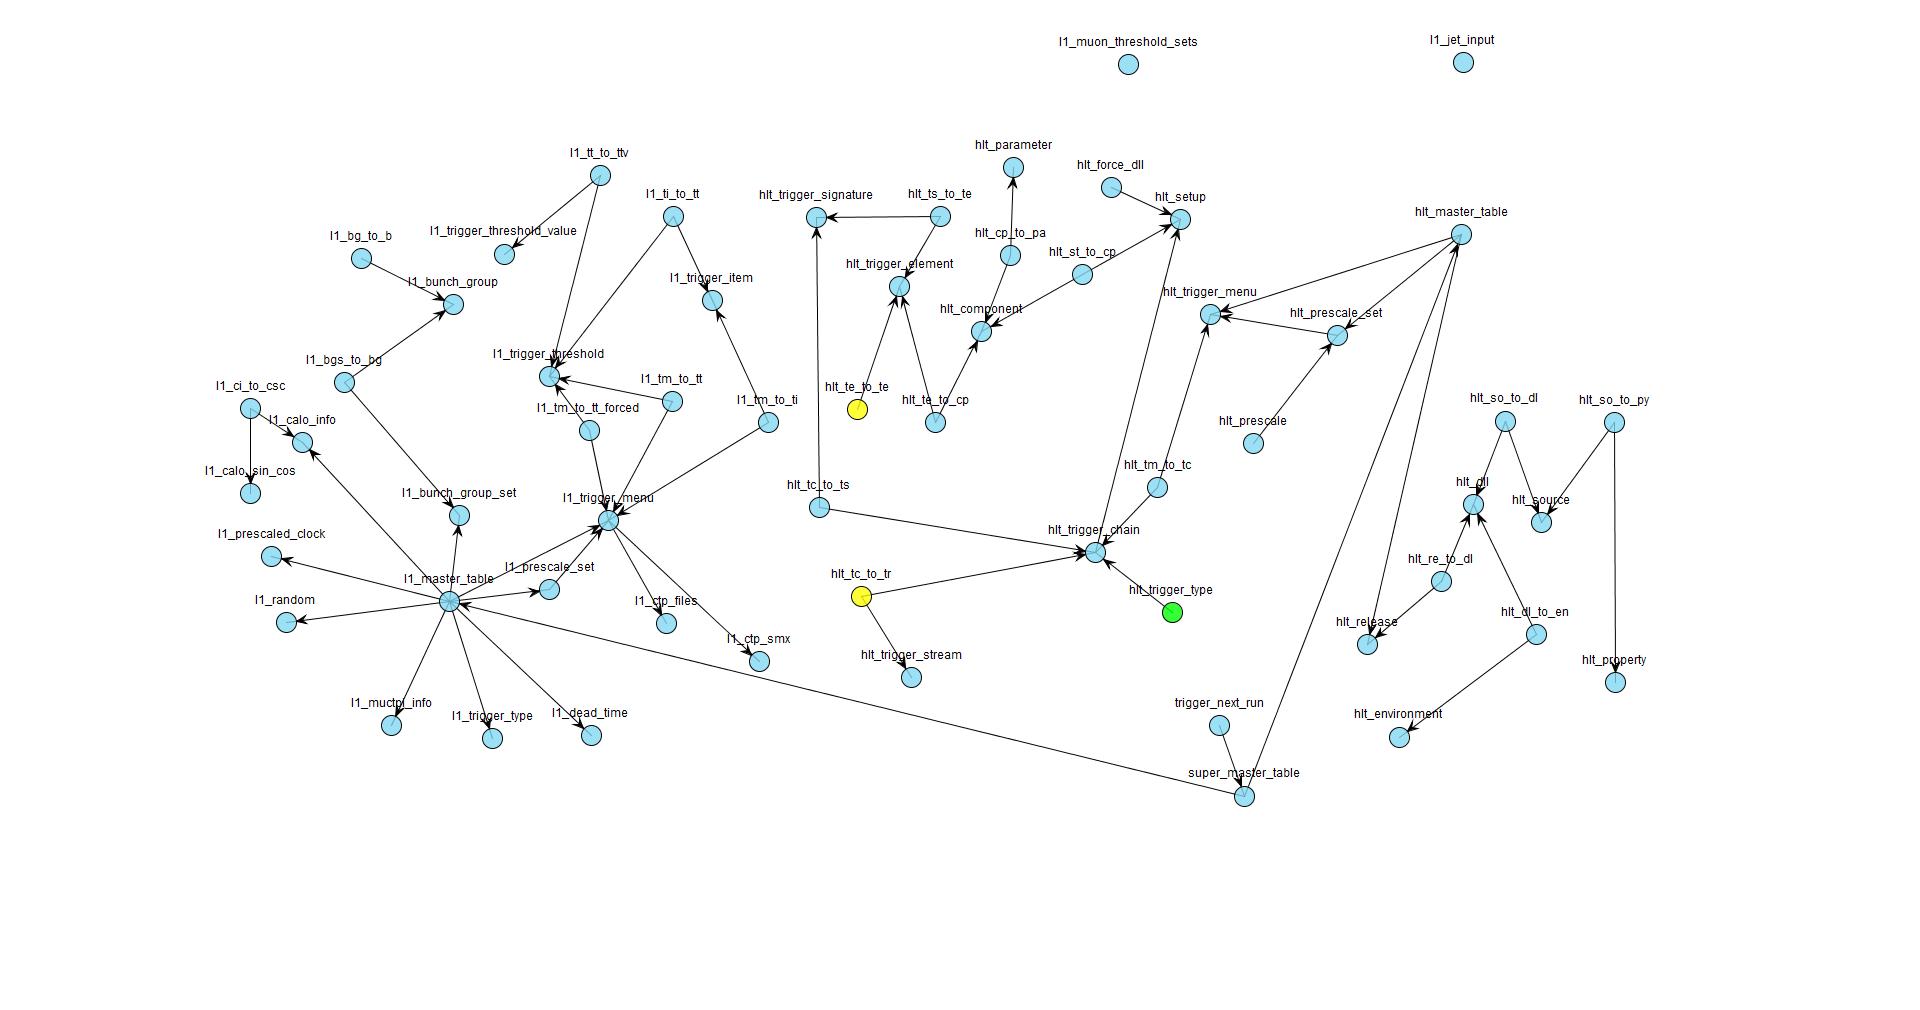 l1_muon_threshold_sets
l1_jet_input
hlt_parameter
l1_tt_to_ttv
hlt_force_dll
l1_ti_to_tt
hlt_trigger_signature
hlt_ts_to_te
hlt_setup
hlt_master_table
l1_bg_to_b
l1_trigger_threshold_value
hlt_cp_to_pa
hlt_st_to_cp
hlt_trigger_element
l1_bunch_group
l1_trigger_item
hlt_trigger_menu
hlt_component
hlt_prescale_set
l1_bgs_to_bg
l1_trigger_threshold
l1_ci_to_csc
l1_tm_to_tt
hlt_te_to_te
l1_tm_to_ti
hlt_te_to_cp
hlt_so_to_dl
hlt_so_to_py
l1_tm_to_tt_forced
l1_calo_info
hlt_prescale
l1_calo_sin_cos
hlt_tm_to_tc
hlt_tc_to_ts
hlt_dll
l1_bunch_group_set
l1_trigger_menu
hlt_source
l1_prescaled_clock
hlt_trigger_chain
hlt_re_to_dl
l1_prescale_set
hlt_tc_to_tr
l1_master_table
hlt_trigger_type
l1_random
l1_ctp_files
hlt_dl_to_en
hlt_release
l1_ctp_smx
hlt_trigger_stream
hlt_property
l1_muctpi_info
trigger_next_run
l1_trigger_type
l1_dead_time
hlt_environment
super_master_table